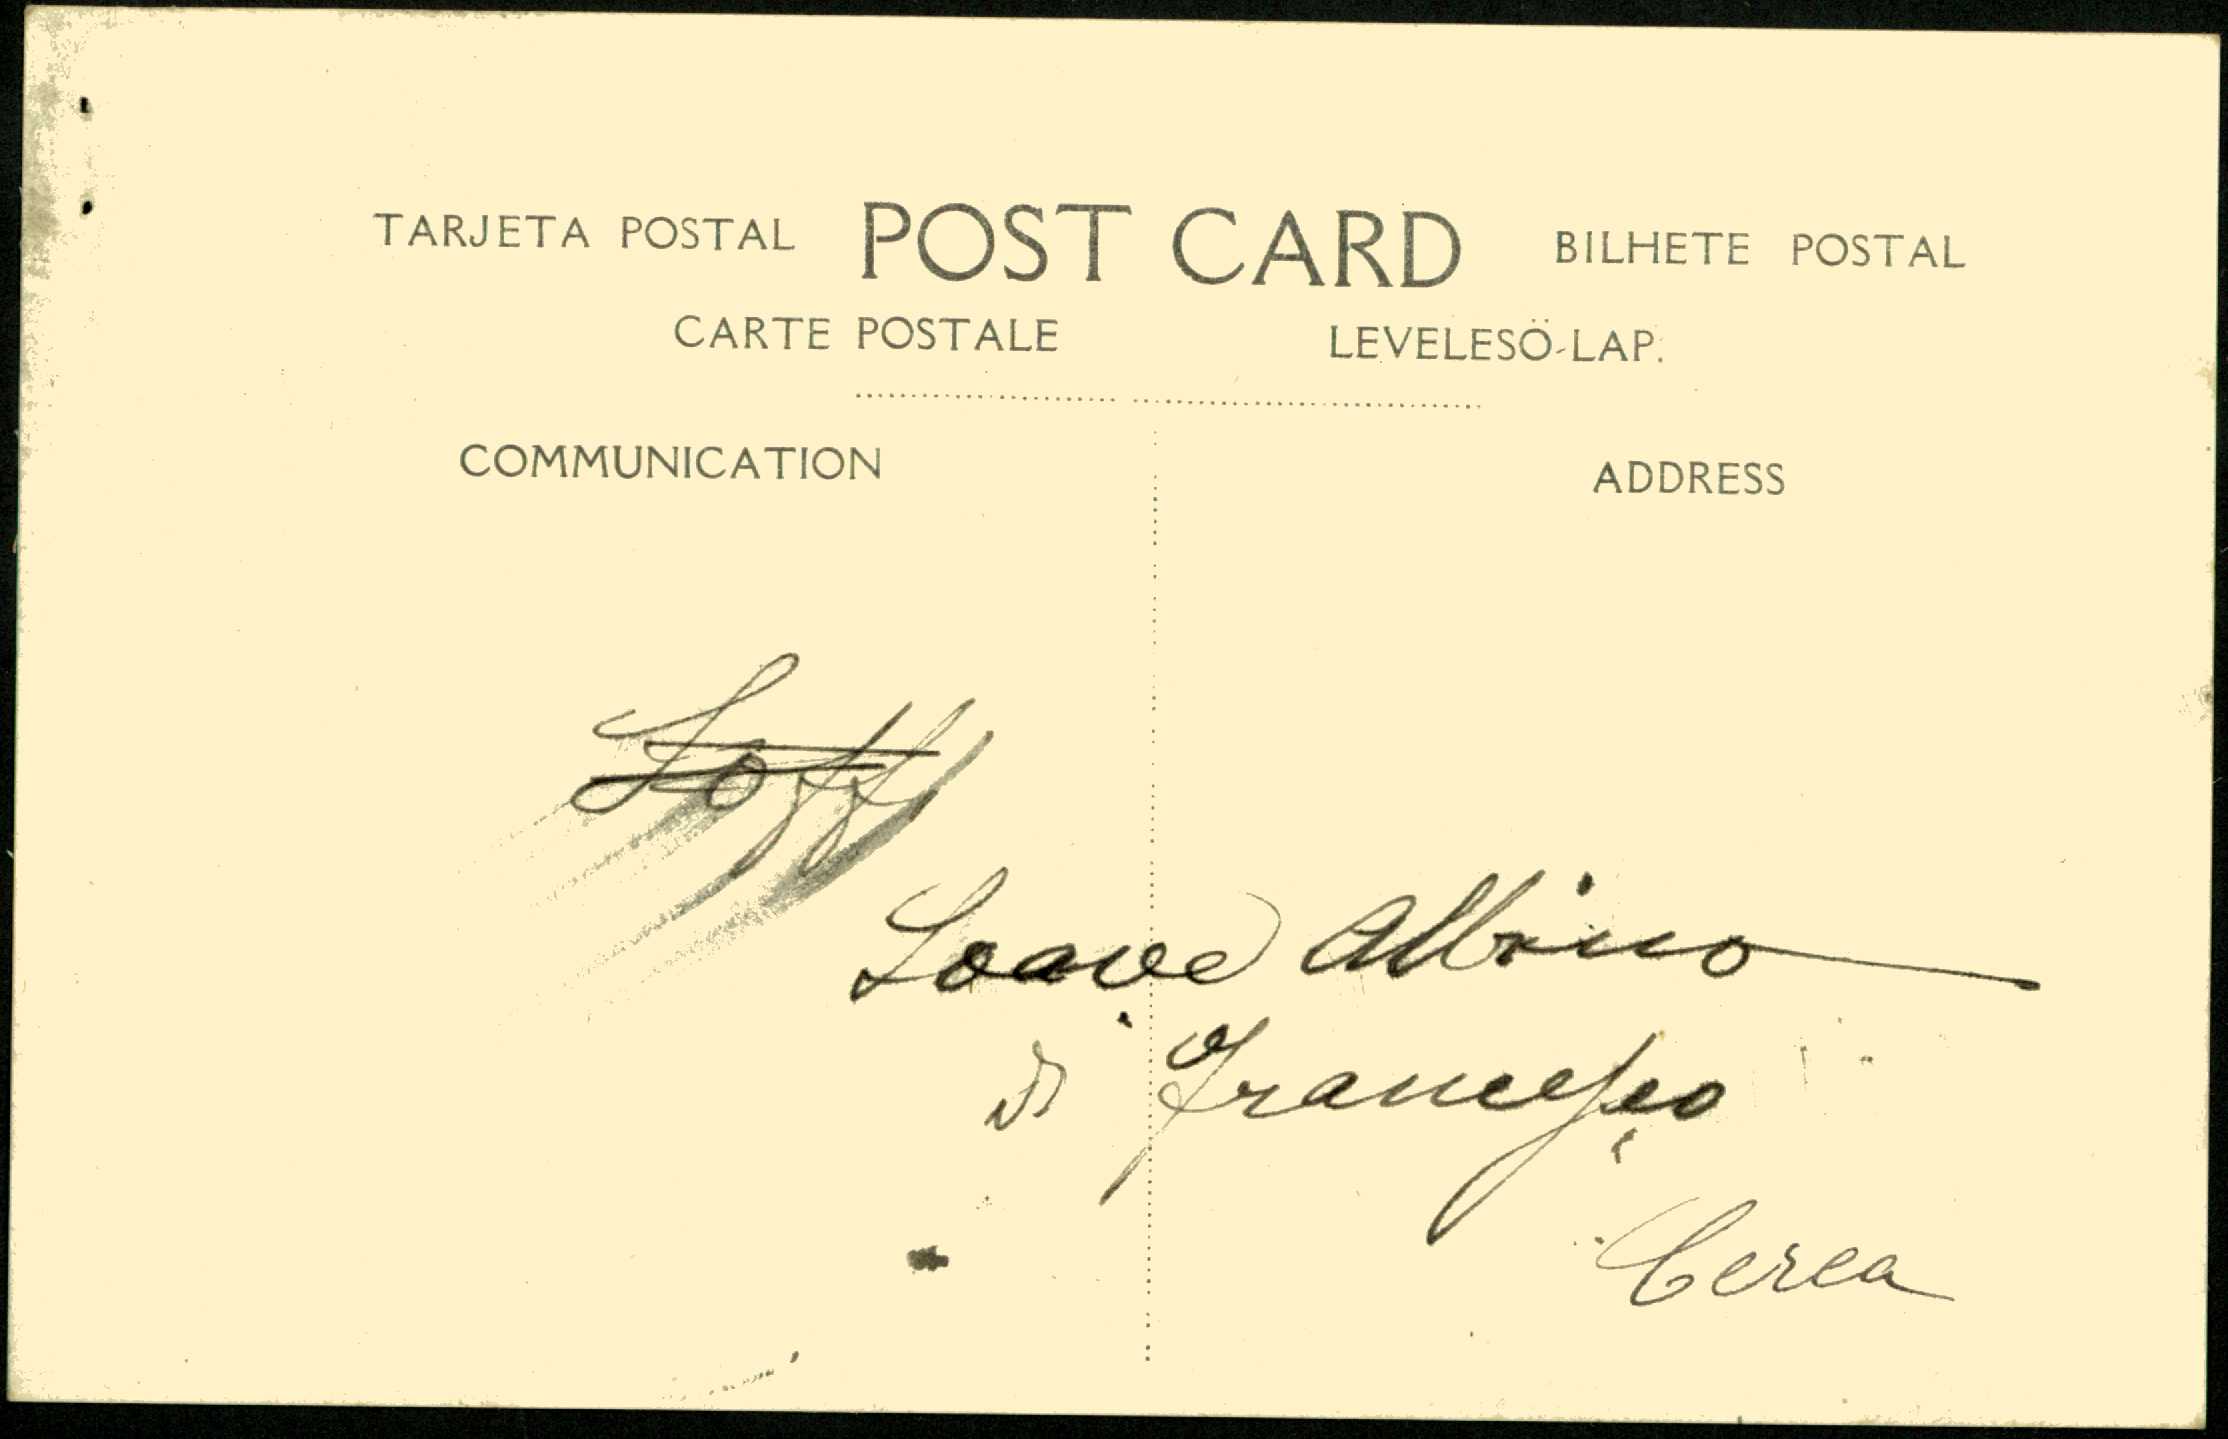 TARJETA POSTAL POST CARD BILHETE POSTAL
CARTE POSTALE LEVELESÖ-LAP.
COMMUNICATION ADDRESS
Soave Albino
di Francesco
Cerea